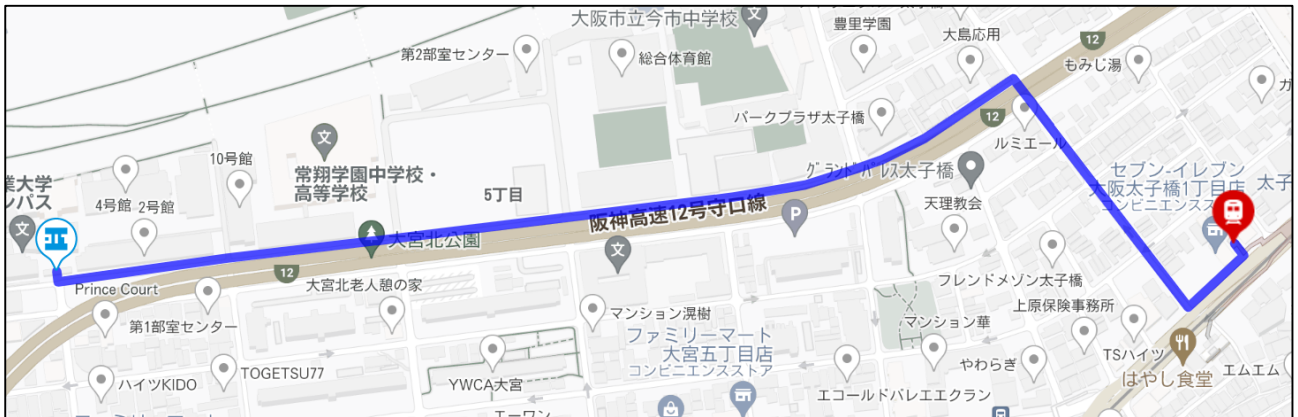 大阪市立今市中学校
豊里学園
第2部室センター
総合体育館
大島応用
12
もみじ湯
パークプラザ太子橋
12
ルミエール
10号館
文
常翔学園中学校・
高等学校
5丁目
グランドパレス太子橋
セブン-イレブン
大阪太子橋1丁目店
コンビニエンススト
太子
業大学
ンパス
4号館
2号館
阪神高速12号守口線
P
天理教会
大宮北公園
12
文
Prince Court
大宮北老人憩の家
フレンドメゾン太子橋
第1部室センター
マンション滉樹
上原保険事務所
ファミリーマート
大宮五丁目店
コンビニエンスストア
マンション華
やわらぎ
TSハイツ
はやし食堂
エムエム
ハイツKIDO
TOGETSU77
YWCA大宮
エコールドバレエエクラン
エーワン